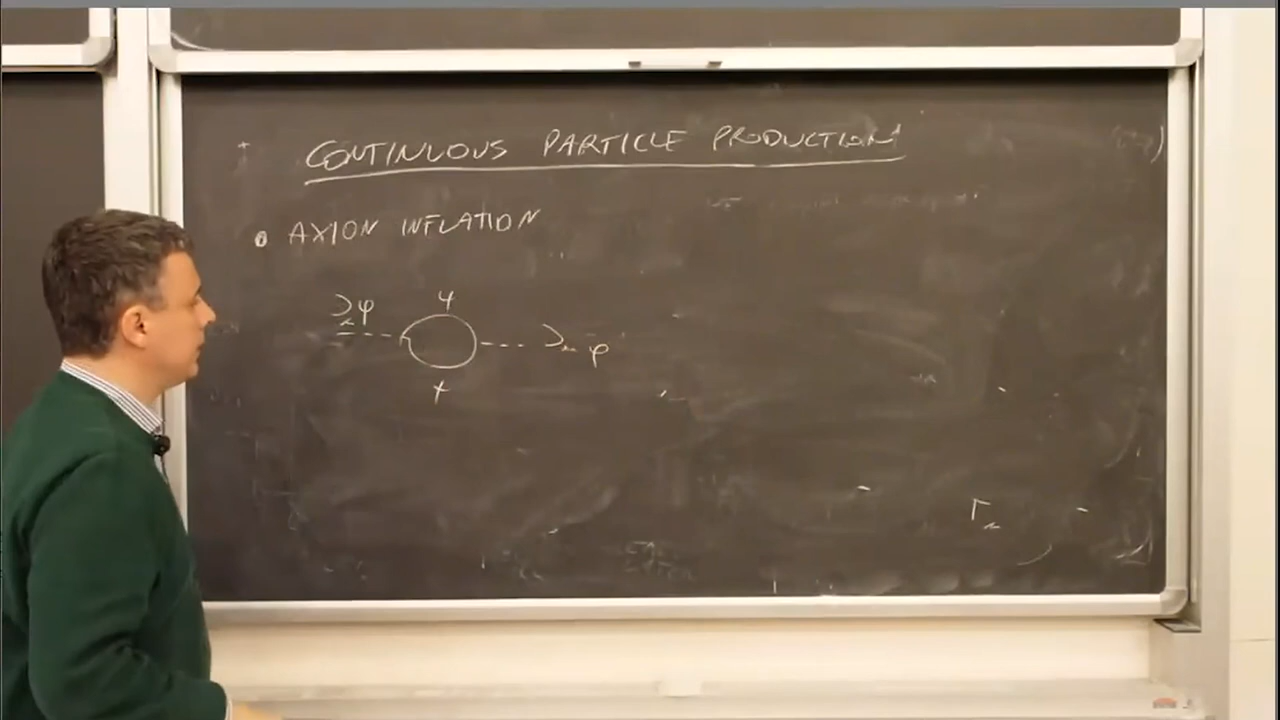 CONTINUOUS PARTICLE PRODUCTION
AXION INFLATION
∂μφ ψ ∂μ φ